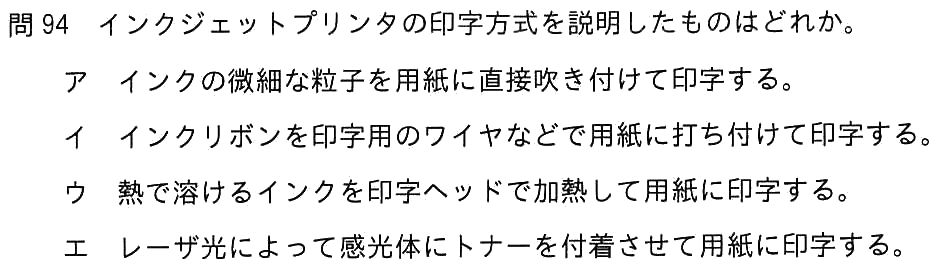 問94 インクジェットプリンタの印字方式を説明したものはどれか。
ア インクの微細な粒子を用紙に直接吹き付けて印字する。
イ インクリボンを印字用のワイヤなどで用紙に打ち付けて印字する。
ウ 熱で溶けるインクを印字ヘッドで加熱して用紙に印字する。
エ レーザ光によって感光体にトナーを付着させて用紙に印字する。